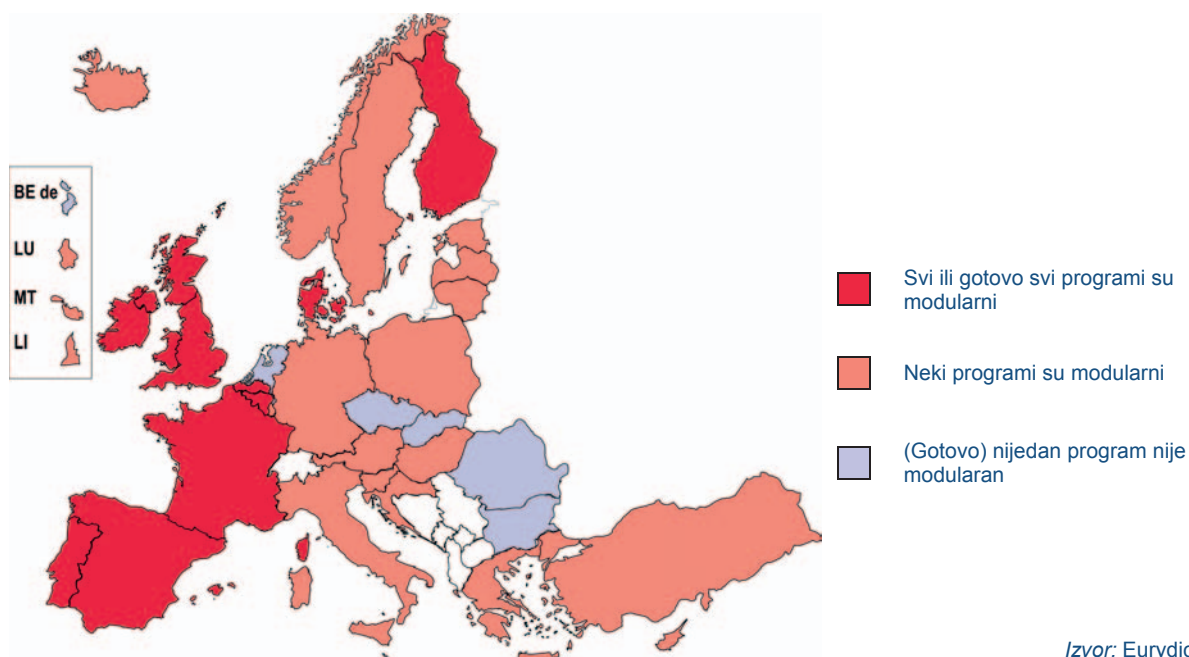 BE de
LU
MT
LI
Svi ili gotovo svi programi su
modularni
Neki programi su modularni
(Gotovo) nijedan program nije
modularan
Izvor: Eurydic